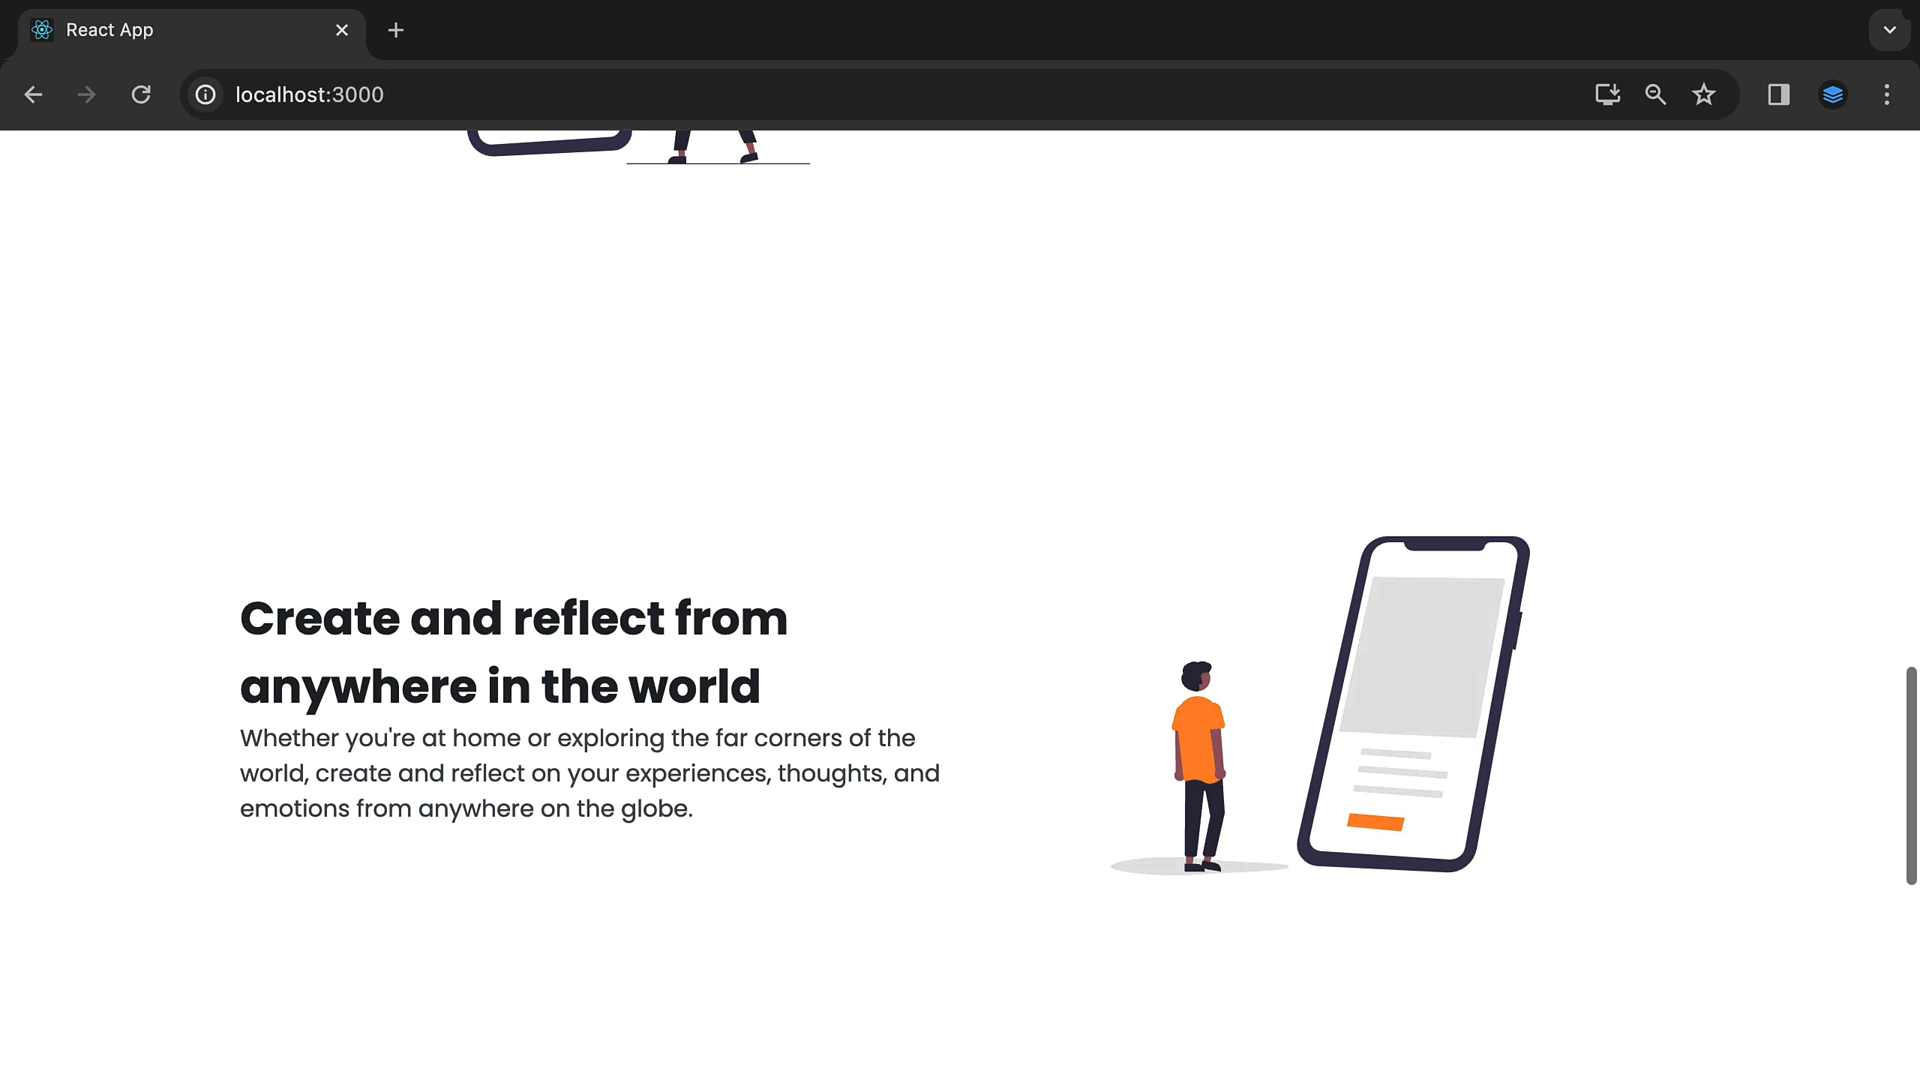 React App
localhost:3000
Create and reflect from
anywhere in the world
Whether you're at home or exploring the far corners of the
world, create and reflect on your experiences, thoughts, and
emotions from anywhere on the globe.